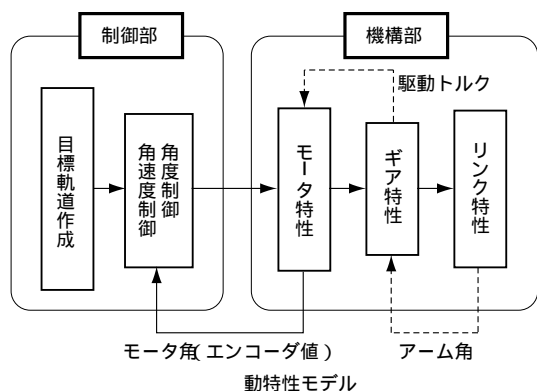 制御部
機構部
駆動トルク
目標軌道作成
角度制御
角速度制御
モータ特性
ギア特性
リンク特性
モータ角(エンコーダ値)
アーム角
動特性モデル